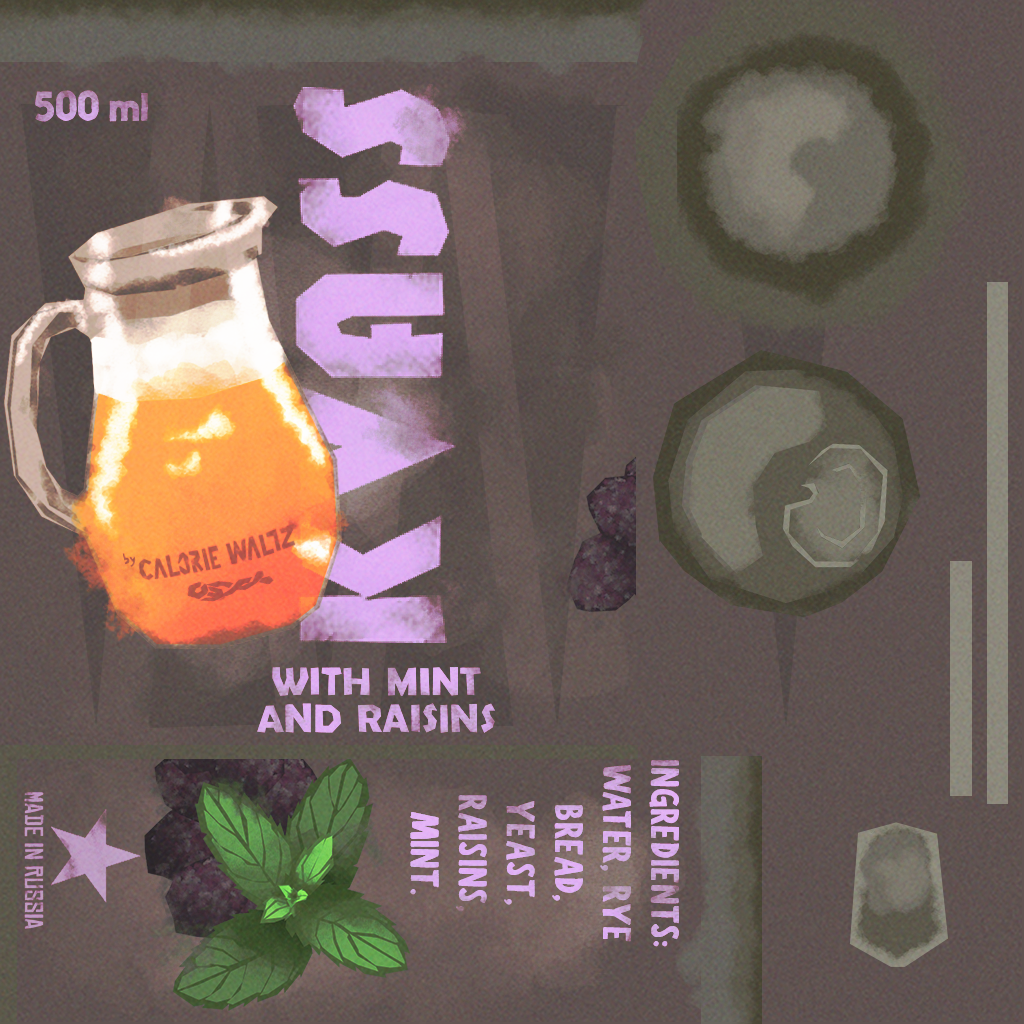 500 ml
KVASS
by CALORIE WALTZ
WITH MINT
AND RAISINS
MADE IN RUSSIA
INGREDIENTS:
WATER, RYE
BREAD,
YEAST,
RAISINS,
MINT.